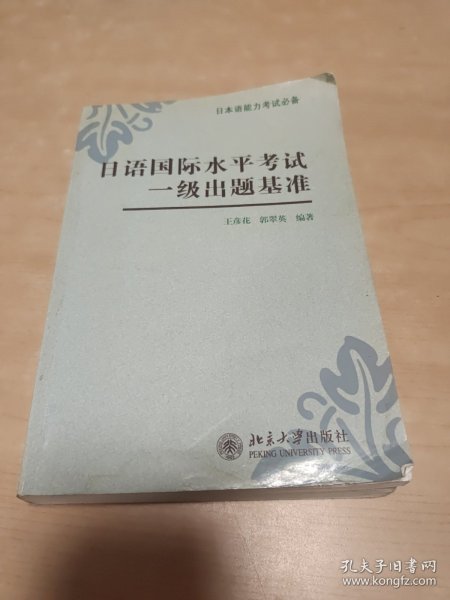 日本语能力考试必备
日语国际水平考试
一级出题基准
王彦花 郭翠英 编著
北京大学出版社
PEKING UNIVERSITY PRESS
孔夫子旧书网
www.kongfz.com